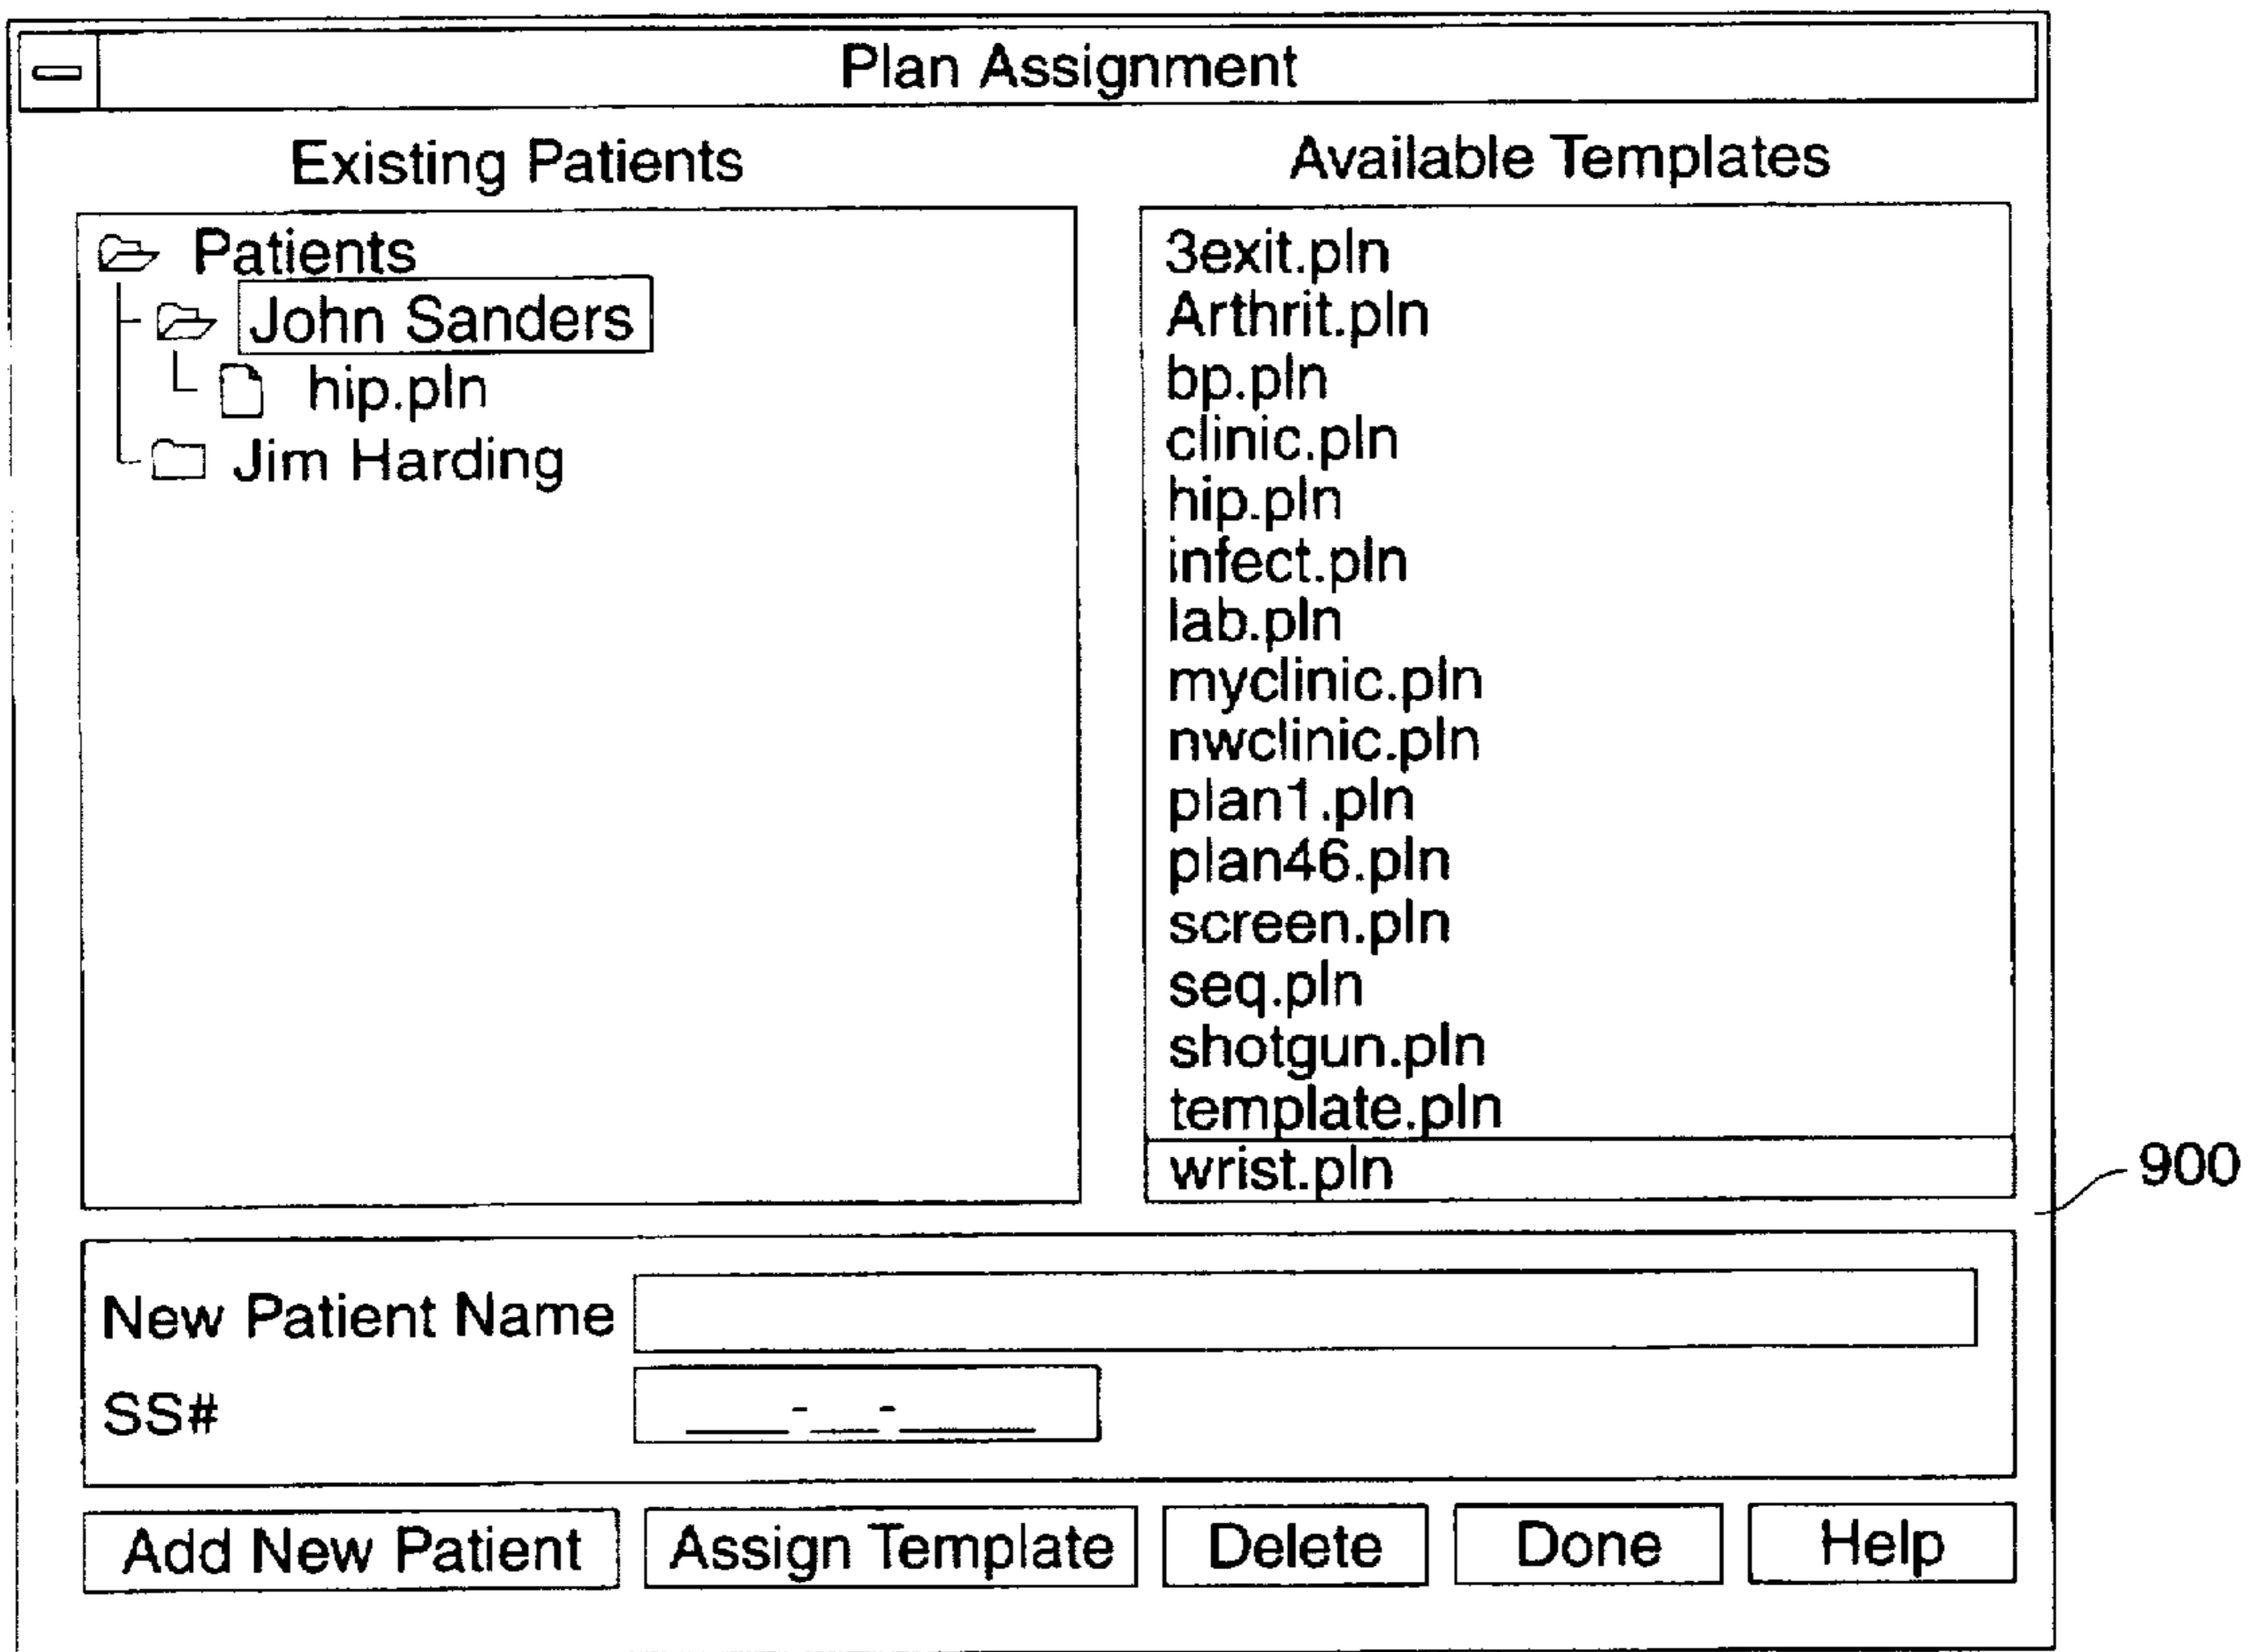 Plan Assignment
Existing Patients
Patients
John Sanders
hip.pln
Jim Harding
Available Templates
3exit.pln
Arthrit.pln
bp.pln
clinic.pln
hip.pln
infect.pln
lab.pln
myclinic.pln
nwclinic.pln
plan1.pln
plan46.pln
screen.pln
seq.pln
shotgun.pln
template.pln
wrist.pln
900
New Patient Name
SS# ___-__-____
Add New Patient Assign Template Delete Done Help